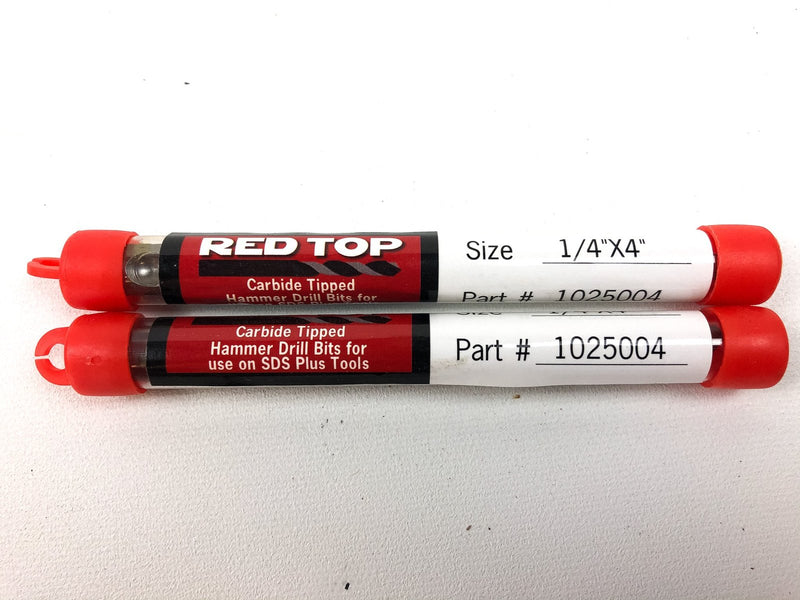 RED TOP
Carbide Tipped
Hammer Drill Bits for
Size 1/4"X4"
Part # 1025004
Carbide Tipped
Hammer Drill Bits for
use on SDS Plus Tools
Part # 1025004